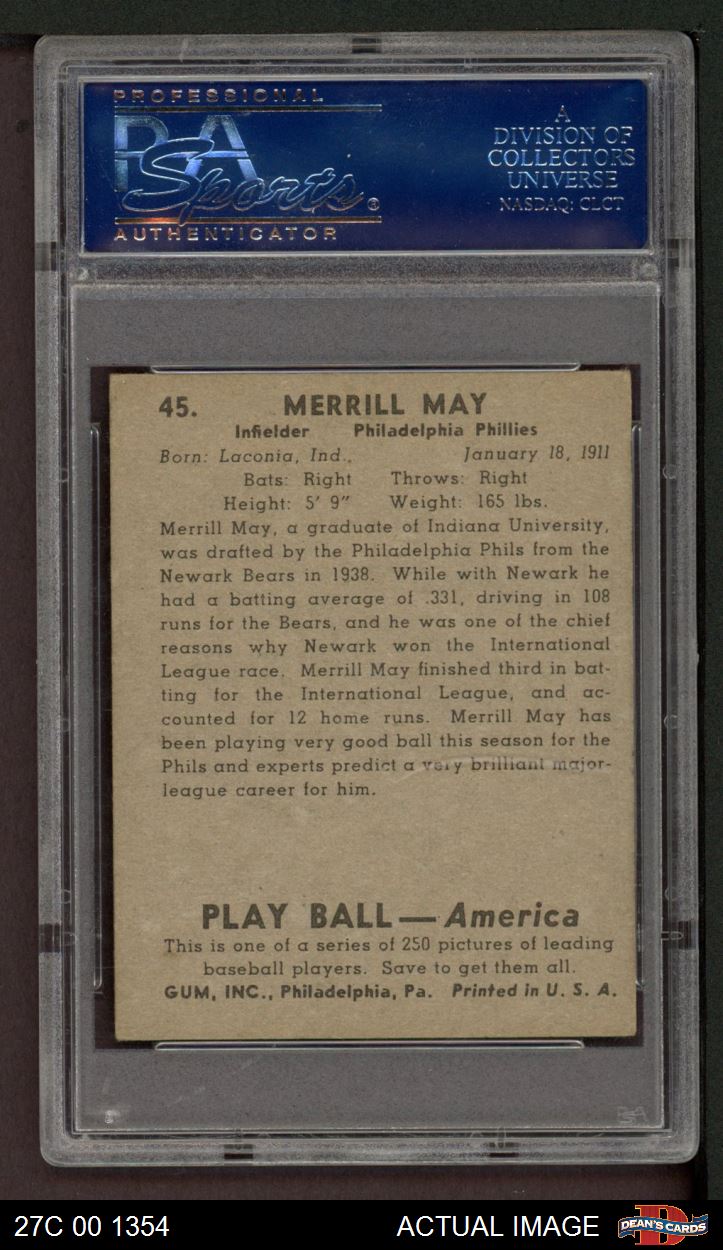 PROFESSIONAL
PSA
Sports®
AUTHENTICATOR
A
DIVISION OF
COLLECTORS
UNIVERSE
NASDAQ: CLCT
45. MERRILL MAY
Infielder Philadelphia Phillies
Born: Laconia, Ind., January 18, 1911
Bats: Right Throws: Right
Height: 5' 9" Weight: 165 lbs.
Merrill May, a graduate of Indiana University,
was drafted by the Philadelphia Phils from the
Newark Bears in 1938. While with Newark he
had a batting average of .331, driving in 108
runs for the Bears, and he was one of the chief
reasons why Newark won the International
League race. Merrill May finished third in bat-
ting for the International League, and ac-
counted for 12 home runs. Merrill May has
been playing very good ball this season for the
Phils and experts predict a very brilliant major-
league career for him.
PLAY BALL — America
This is one of a series of 250 pictures of leading
baseball players. Save to get them all.
GUM, INC., Philadelphia, Pa. Printed in U. S. A.
PSA
27C 00 1354 ACTUAL IMAGE DEAN'S CARDS